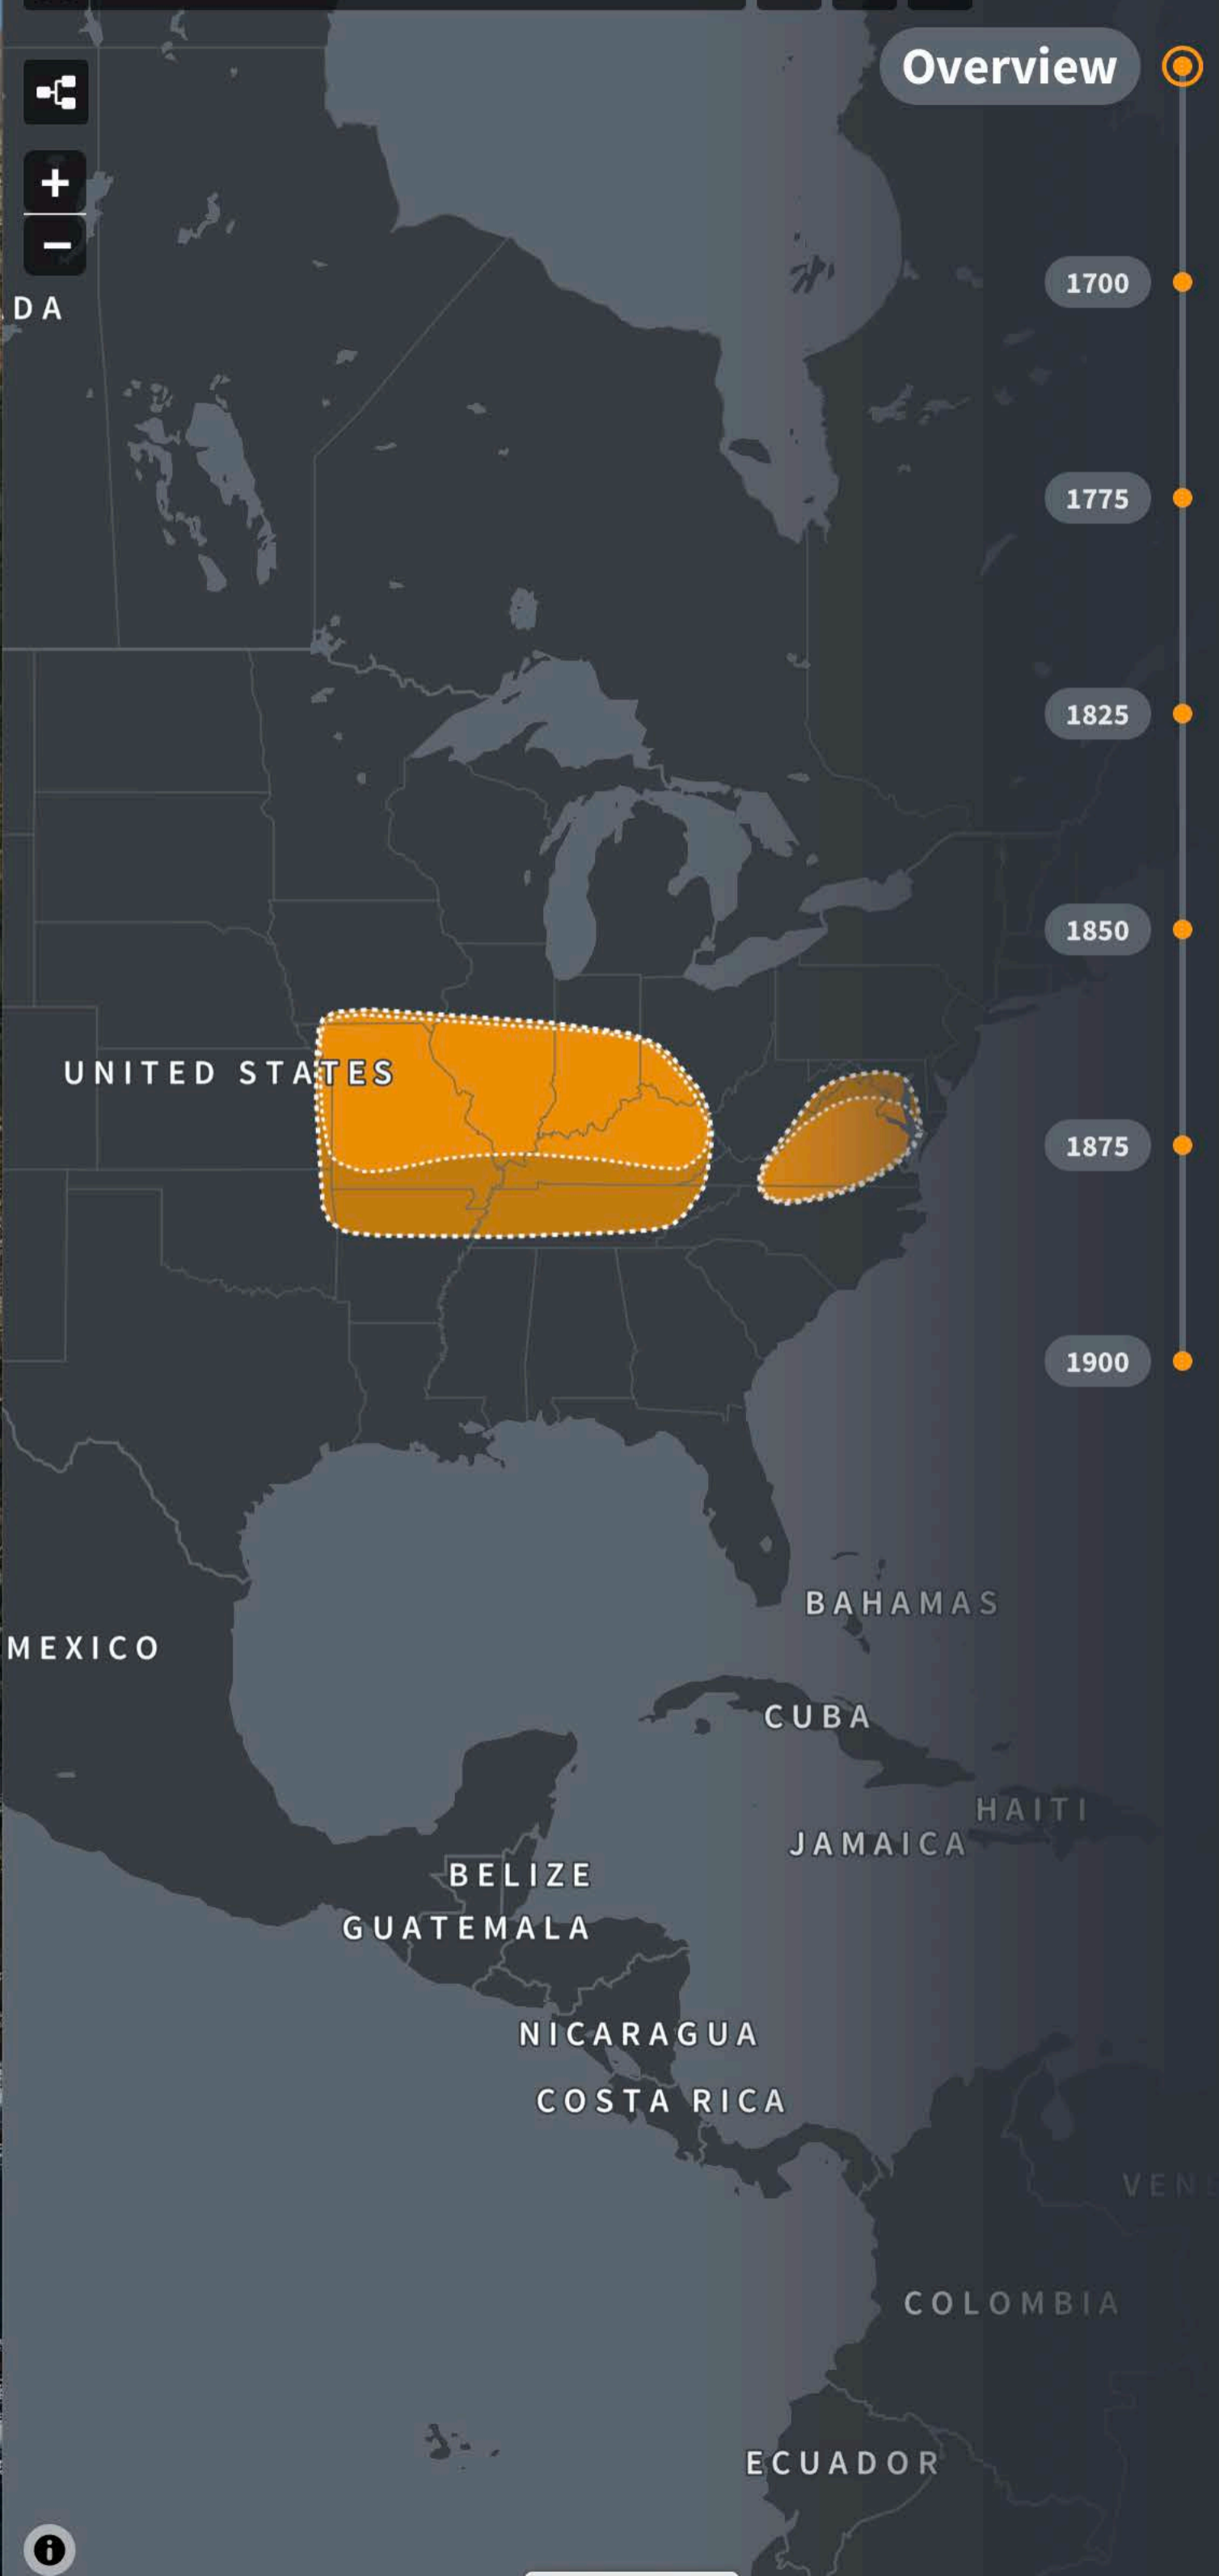 Overview
1700
DA
1775
1825
1850
UNITED STATES
1875
1900
BAHAMAS
MEXICO
CUBA
HAITI
JAMAICA
BELIZE
GUATEMALA
NICARAGUA
COSTA RICA
VEN
COLOMBIA
ECUADOR